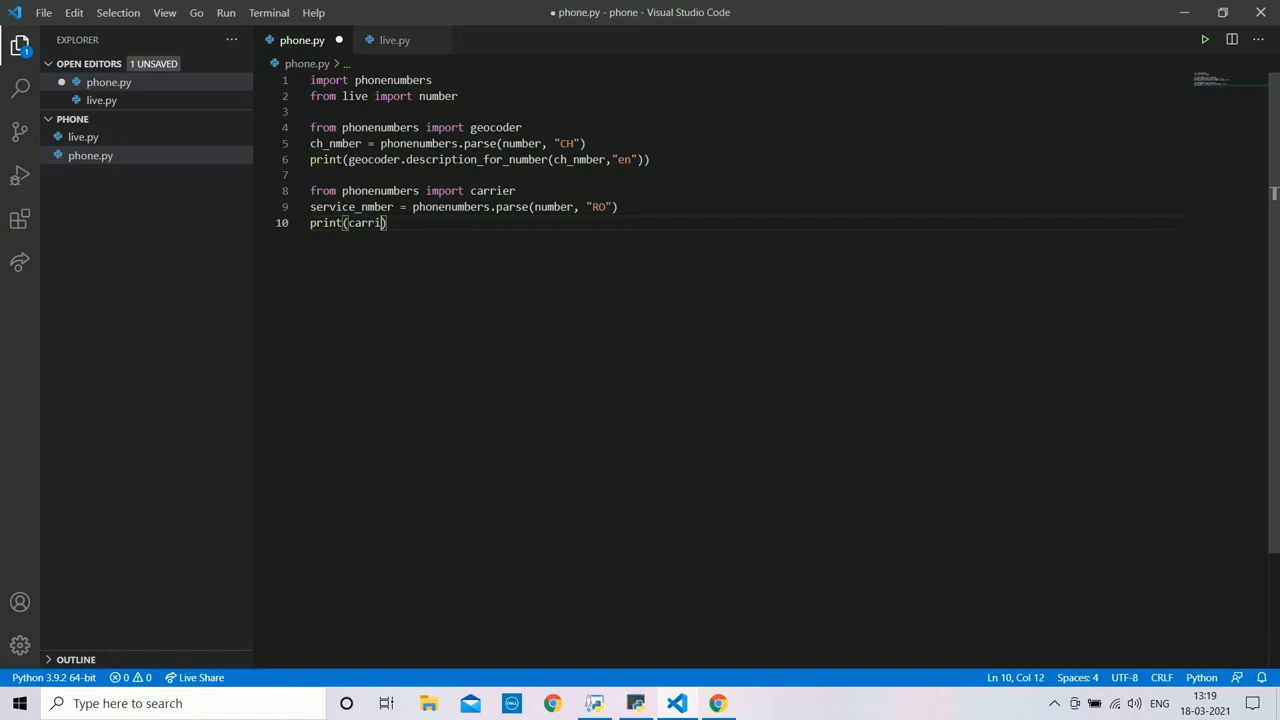 File Edit Selection View Go Run Terminal Help
● phone.py - phone - Visual Studio Code
EXPLORER
phone.py
live.py
OPEN EDITORS 1 UNSAVED
phone.py > ...
phone.py
live.py
PHONE
live.py
phone.py
1 import phonenumbers
2 from live import number
3
4 from phonenumbers import geocoder
5 ch_nmber = phonenumbers.parse(number, "CH")
6 print(geocoder.description_for_number(ch_nmber,"en"))
7
8 from phonenumbers import carrier
9 service_nmber = phonenumbers.parse(number, "RO")
10 print(carri)
OUTLINE
Python 3.9.2 64-bit 0 0 Live Share
Ln 10, Col 12 Spaces: 4 UTF-8 CRLF Python
Type here to search
DELL
ENG
13:19
18-03-2021